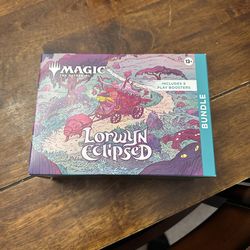 MAGIC
THE GATHERING
13+
INCLUDES 9
PLAY BOOSTERS
LORWYN
ECLIPSED
BUNDLE